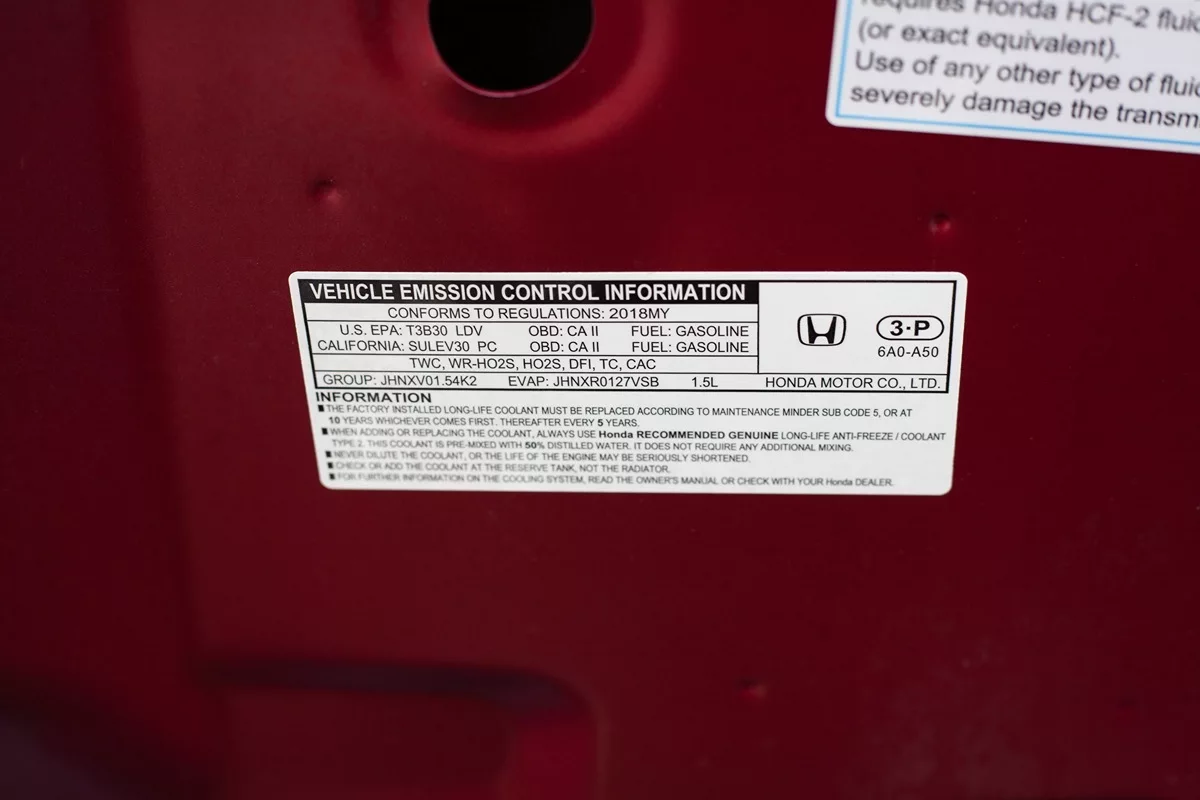 requires Honda HCF-2
(or exact equivalent).
Use of any other type of
severely damage the
VEHICLE EMISSION CONTROL INFORMATION
CONFORMS TO REGULATIONS: 2018MY
U.S. EPA: T3B30 LDV OBD: CA II FUEL: GASOLINE
CALIFORNIA: SULEV30 PC OBD: CA II FUEL: GASOLINE
TWC, WR-HO2S, HO2S, DFI, TC, CAC
GROUP: JHNXV01.54K2 EVAP: JHNXR0127VSB 1.5L
3·P
6A0-A50
HONDA MOTOR CO., LTD.
INFORMATION
■ THE FACTORY INSTALLED LONG-LIFE COOLANT MUST BE REPLACED ACCORDING TO MAINTENANCE MINDER SUB CODE 5, OR AT
10 YEARS WHICHEVER COMES FIRST. THEREAFTER EVERY 5 YEARS.
■ WHEN ADDING OR REPLACING THE COOLANT, ALWAYS USE Honda RECOMMENDED GENUINE LONG-LIFE ANTI-FREEZE / COOLANT
TYPE 2. THIS COOLANT IS PRE-MIXED WITH 50% DISTILLED WATER. IT DOES NOT REQUIRE ANY ADDITIONAL MIXING.
■ NEVER DILUTE THE COOLANT, OR THE LIFE OF THE ENGINE MAY BE SERIOUSLY SHORTENED.
■ CHECK OR ADD THE COOLANT AT THE RESERVE TANK, NOT THE RADIATOR.
■ FOR FURTHER INFORMATION ON THE COOLING SYSTEM, READ THE OWNER'S MANUAL OR CHECK WITH YOUR Honda DEALER.